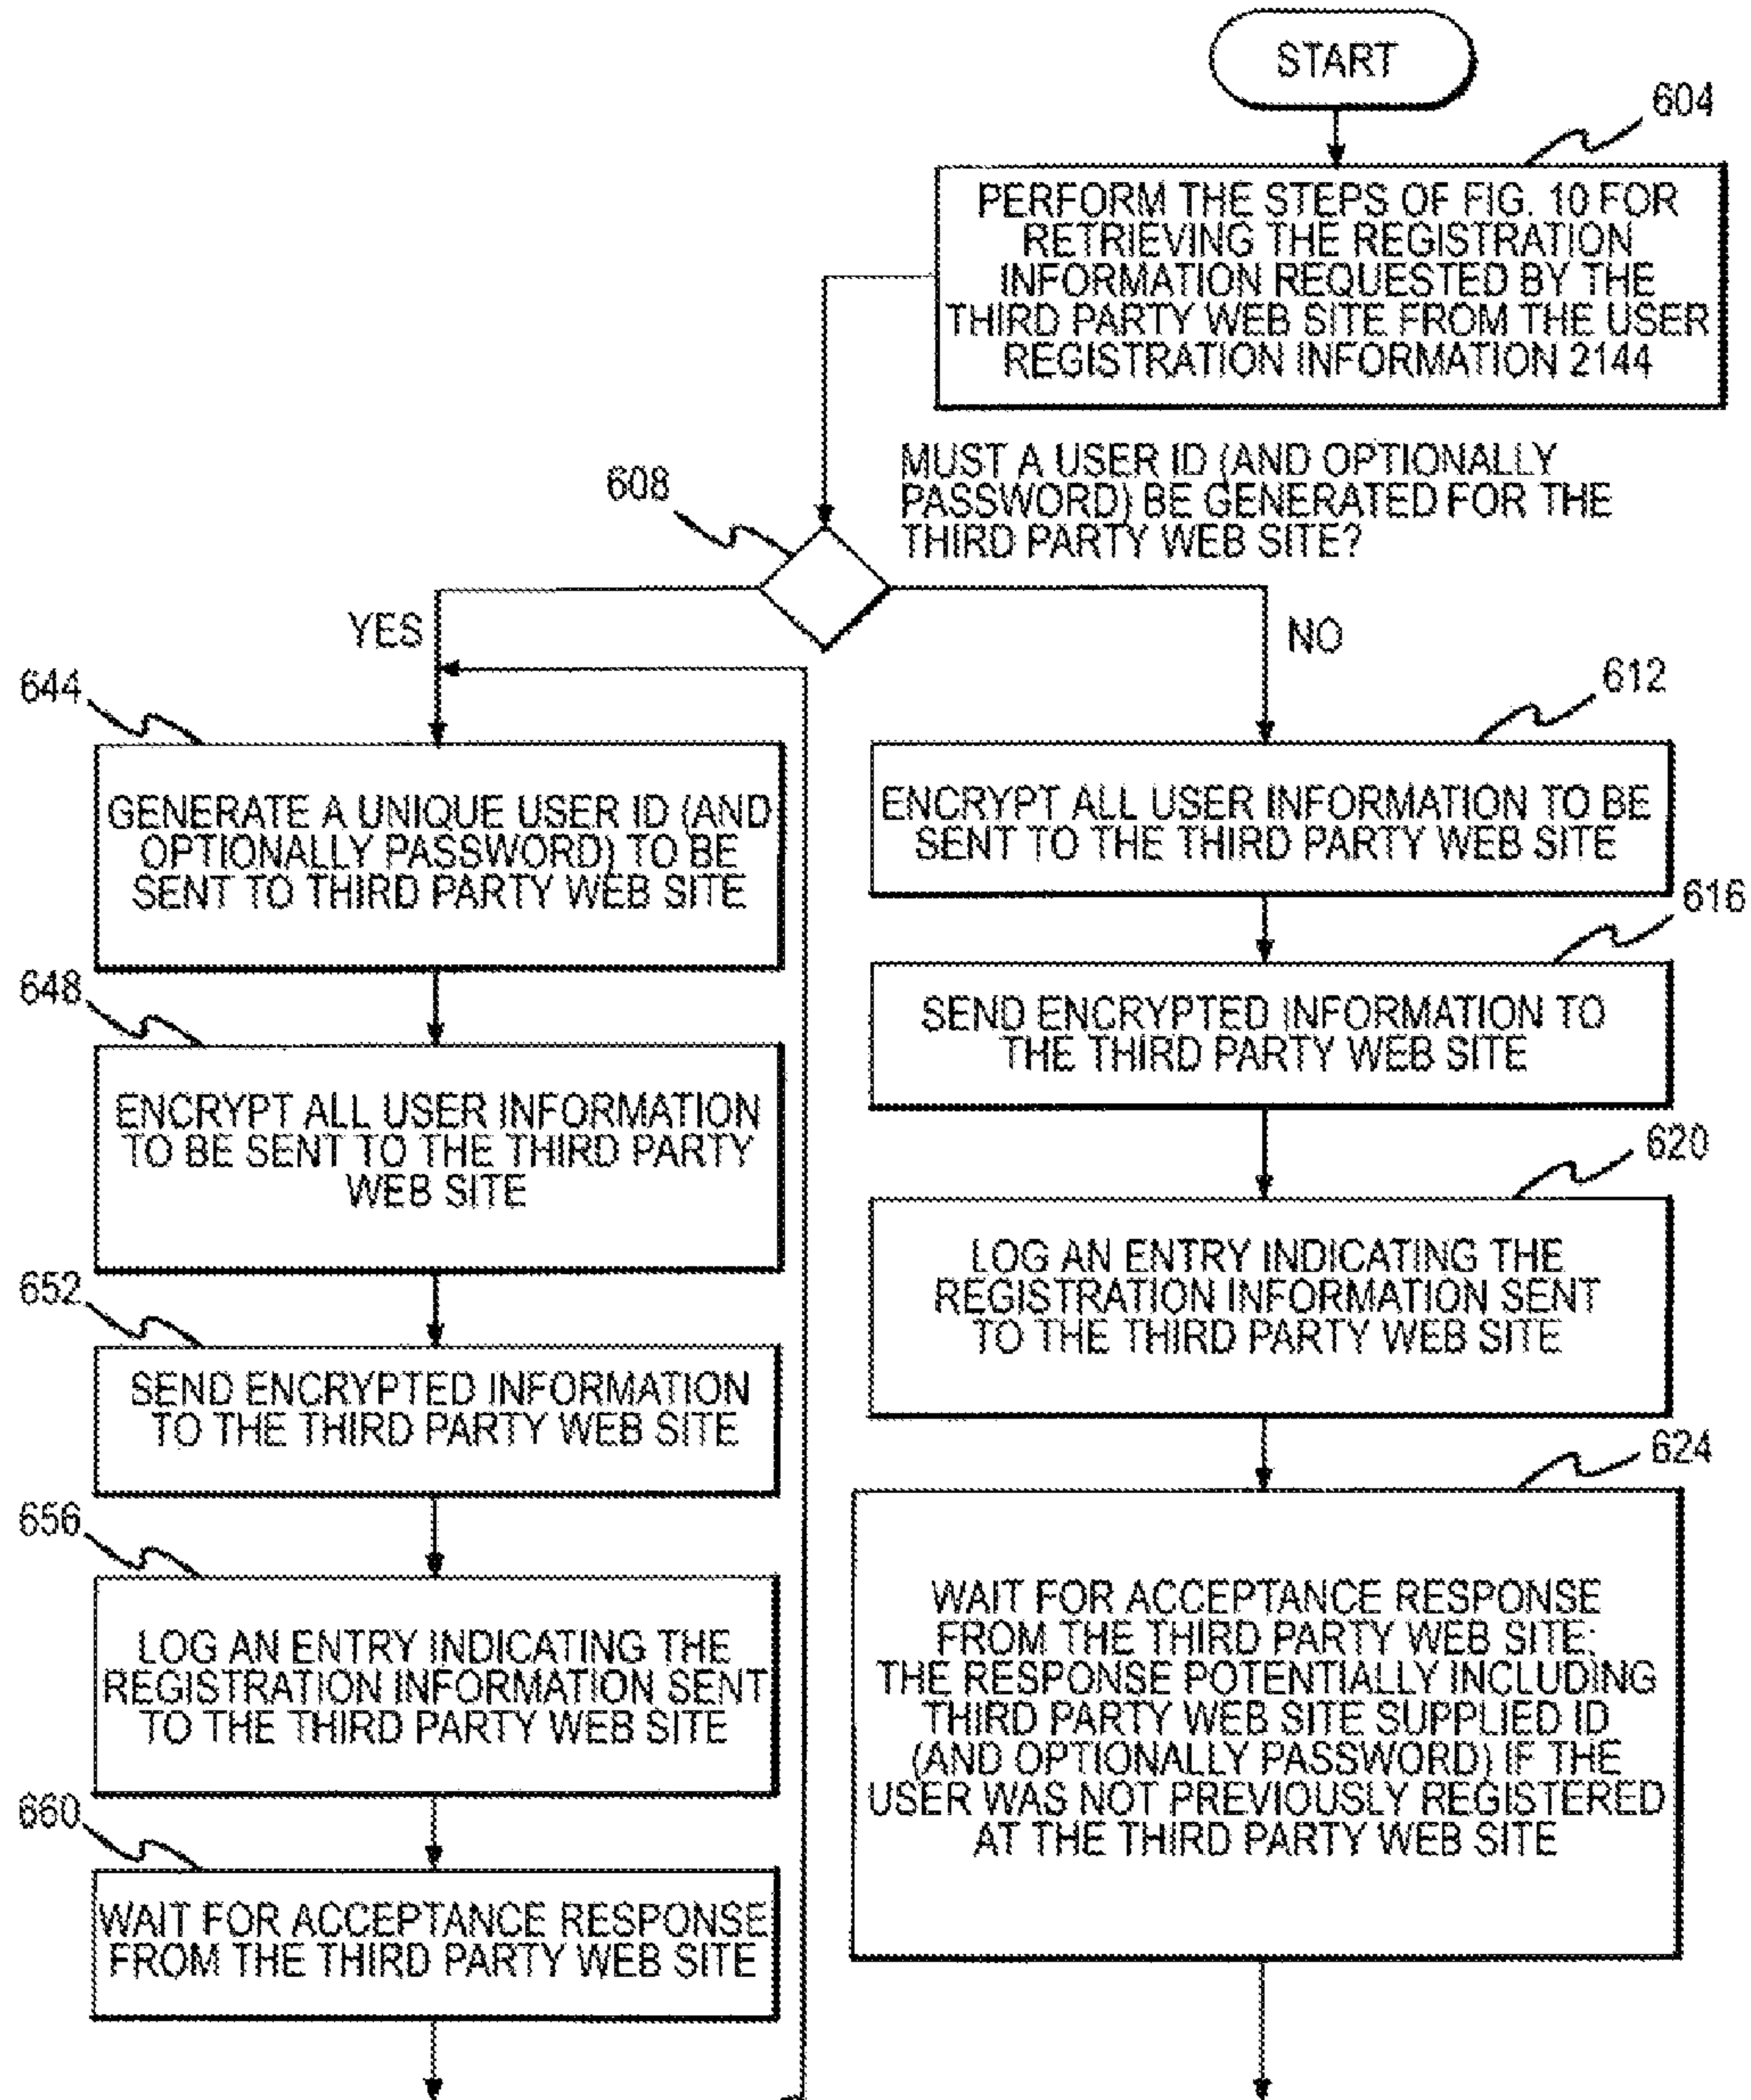 START
604
PERFORM THE STEPS OF FIG. 10 FOR
RETRIEVING THE REGISTRATION
INFORMATION REQUESTED BY THE
THIRD PARTY WEB SITE FROM THE USER
REGISTRATION INFORMATION 2144
608
MUST A USER ID (AND OPTIONALLY
PASSWORD) BE GENERATED FOR THE
THIRD PARTY WEB SITE?
YES
NO
644
GENERATE A UNIQUE USER ID (AND
OPTIONALLY PASSWORD) TO BE
SENT TO THIRD PARTY WEB SITE
648
ENCRYPT ALL USER INFORMATION
TO BE SENT TO THE THIRD PARTY
WEB SITE
652
SEND ENCRYPTED INFORMATION
TO THE THIRD PARTY WEB SITE
656
LOG AN ENTRY INDICATING THE
REGISTRATION INFORMATION SENT
TO THE THIRD PARTY WEB SITE
660
WAIT FOR ACCEPTANCE RESPONSE
FROM THE THIRD PARTY WEB SITE
612
ENCRYPT ALL USER INFORMATION TO BE
SENT TO THE THIRD PARTY WEB SITE
616
SEND ENCRYPTED INFORMATION TO
THE THIRD PARTY WEB SITE
620
LOG AN ENTRY INDICATING THE
REGISTRATION INFORMATION SENT
TO THE THIRD PARTY WEB SITE
624
WAIT FOR ACCEPTANCE RESPONSE
FROM THE THIRD PARTY WEB SITE;
THE RESPONSE POTENTIALLY INCLUDING
THIRD PARTY WEB SITE SUPPLIED ID
(AND OPTIONALLY PASSWORD) IF THE
USER WAS NOT PREVIOUSLY REGISTERED
AT THE THIRD PARTY WEB SITE